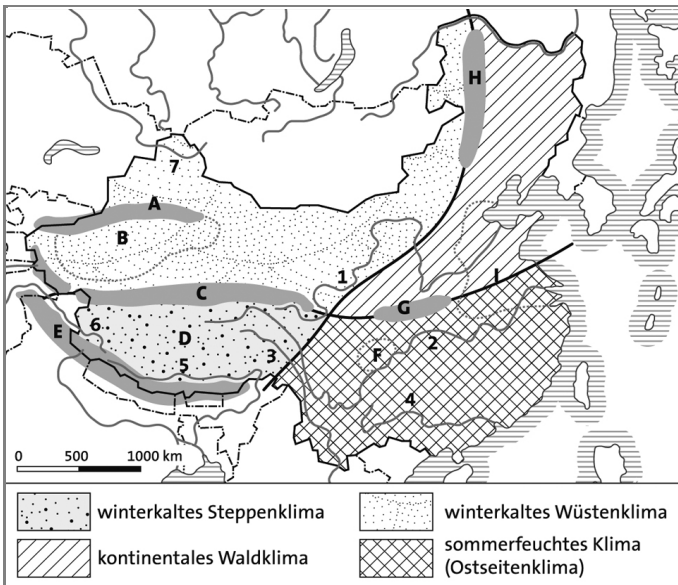 H
7
A
B
1
C
I
G
E
6
D
F
2
3
5
4
0 500 1000 km
winterkaltes Steppenklima
winterkaltes Wüstenklima
kontinentales Waldklima
sommerfeuchtes Klima
(Ostseitenklima)